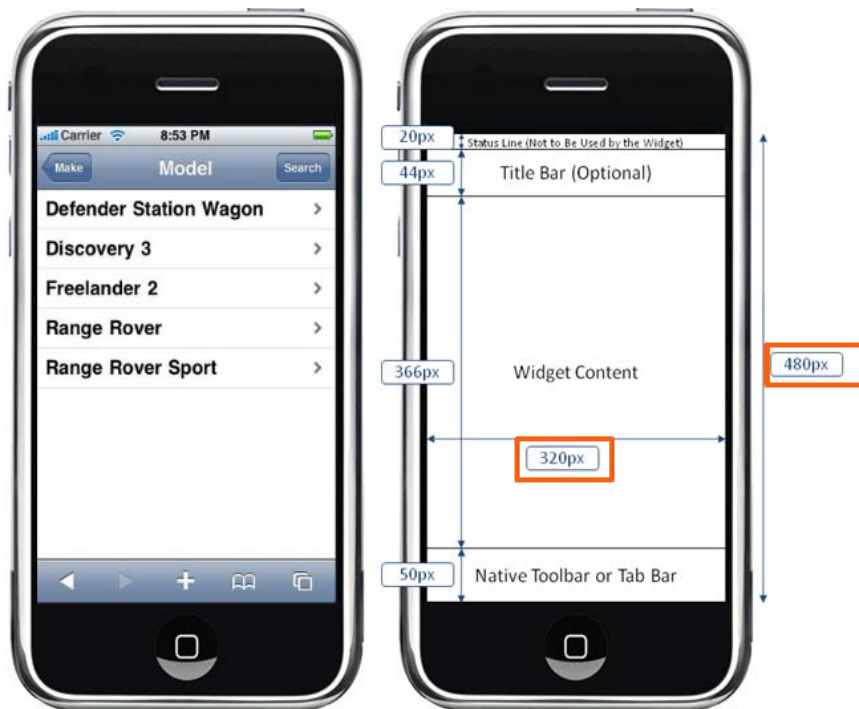 Carrier 8:53 PM
Make Model Search
Defender Station Wagon
Discovery 3
Freelander 2
Range Rover
Range Rover Sport
20px Status Line (Not to Be Used by the Widget)
44px Title Bar (Optional)
366px Widget Content 480px
320px
50px Native Toolbar or Tab Bar